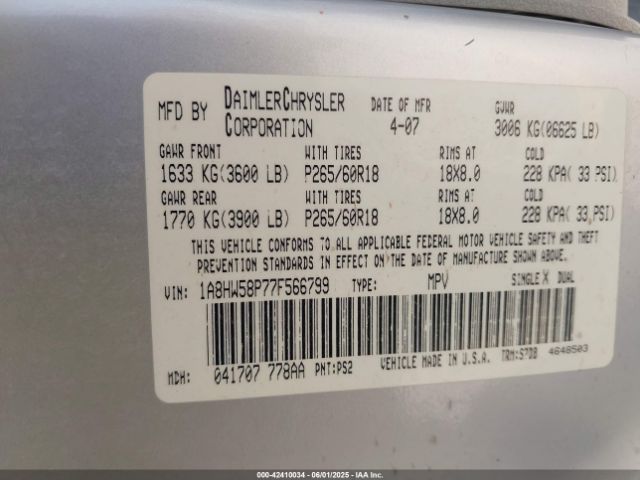 MFD BY DAIMLERCHRYSLER CORPORATION DATE OF MFR 4-07 GVWR 3006 KG(06625 LB)
GAWR FRONT WITH TIRES RIMS AT COLD
1633 KG(3600 LB) P265/60R18 18X8.0 228 KPA( 33 PSI)
GAWR REAR WITH TIRES RIMS AT COLD
1770 KG(3900 LB) P265/60R18 18X8.0 228 KPA( 33 PSI)
THIS VEHICLE CONFORMS TO ALL APPLICABLE FEDERAL MOTOR VEHICLE SAFETY AND THEFT
PREVENTION STANDARDS IN EFFECT ON THE DATE OF MANUFACTURE SHOWN ABOVE.
VIN: 1A8HW58P77F566799 TYPE: MPV SINGLE X DUAL
MDH: 041707 778AA PNT:PS2 VEHICLE MADE IN U.S.A. TRM:S7DB 4648503
000-42410034 - 06/01/2025 - IAA Inc.